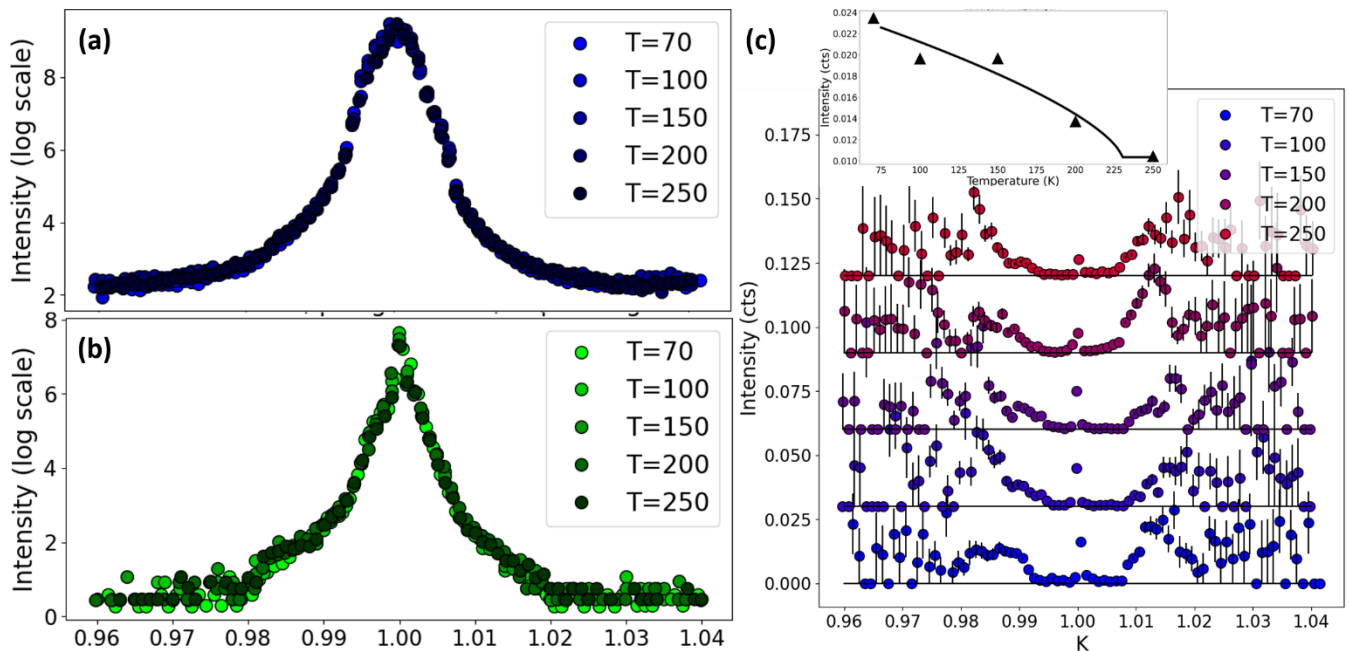 (a)
Intensity (log scale)
8
6
4
2
T=70
T=100
T=150
T=200
T=250
(b)
Intensity (log scale)
8
6
4
2
0
T=70
T=100
T=150
T=200
T=250
0.96 0.97 0.98 0.99 1.00 1.01 1.02 1.03 1.04
(c)
Intensity (cts)
0.024
0.022
0.020
0.018
0.016
0.014
0.012
0.010
75 100 125 150 175 200 225 250
Temperature (K)
T=70
T=100
T=150
T=200
T=250
Intensity (cts)
0.175
0.150
0.125
0.100
0.075
0.050
0.025
0.000
0.96 0.97 0.98 0.99 1.00 1.01 1.02 1.03 1.04
K